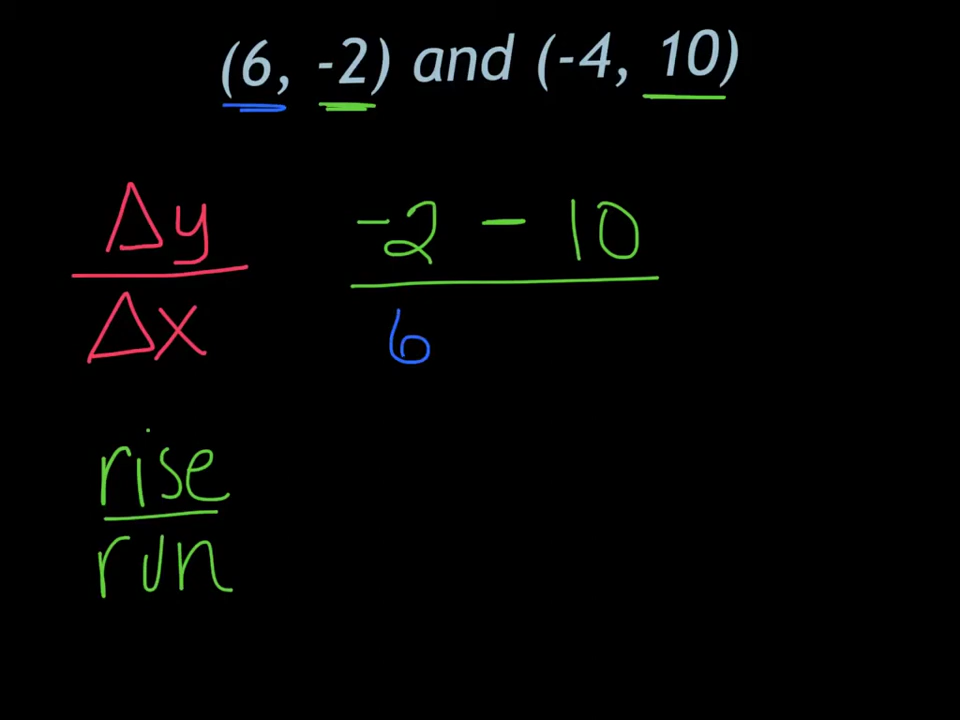 (6, -2) and (-4, 10)
Δy
Δx
-2 - 10
6
rise
run